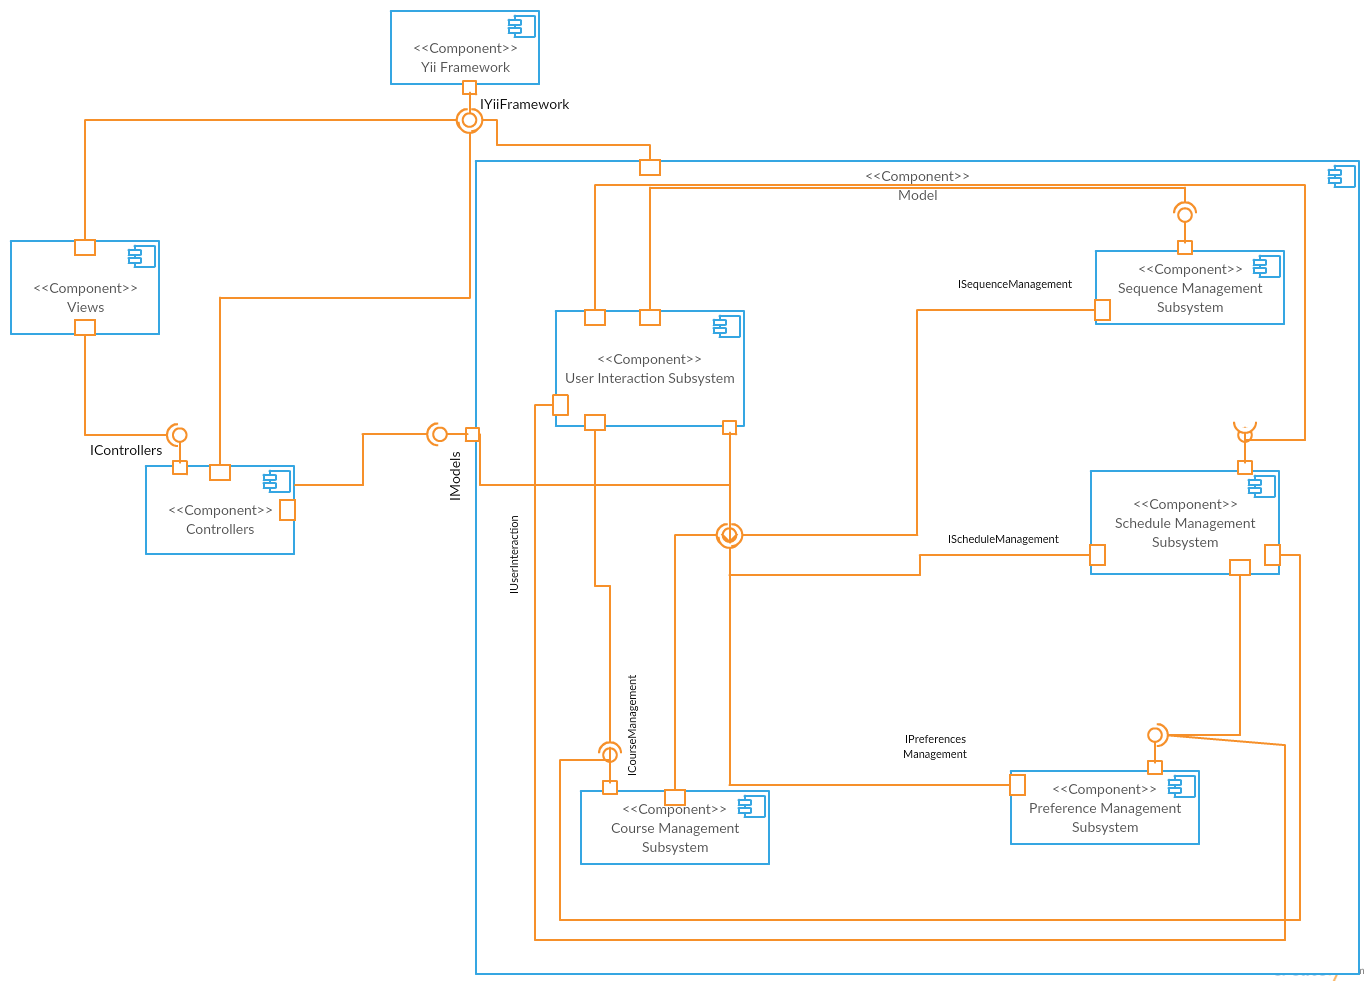 <<Component>>
Yii Framework
IYiiFramework
<<Component>>
Model
<<Component>>
Views
<<Component>>
Sequence Management
Subsystem
ISequenceManagement
<<Component>>
User Interaction Subsystem
IControllers
IModels
<<Component>>
Controllers
<<Component>>
Schedule Management
Subsystem
IScheduleManagement
IUserInteraction
ICourseManagement
IPreferences
Management
<<Component>>
Course Management
Subsystem
<<Component>>
Preference Management
Subsystem